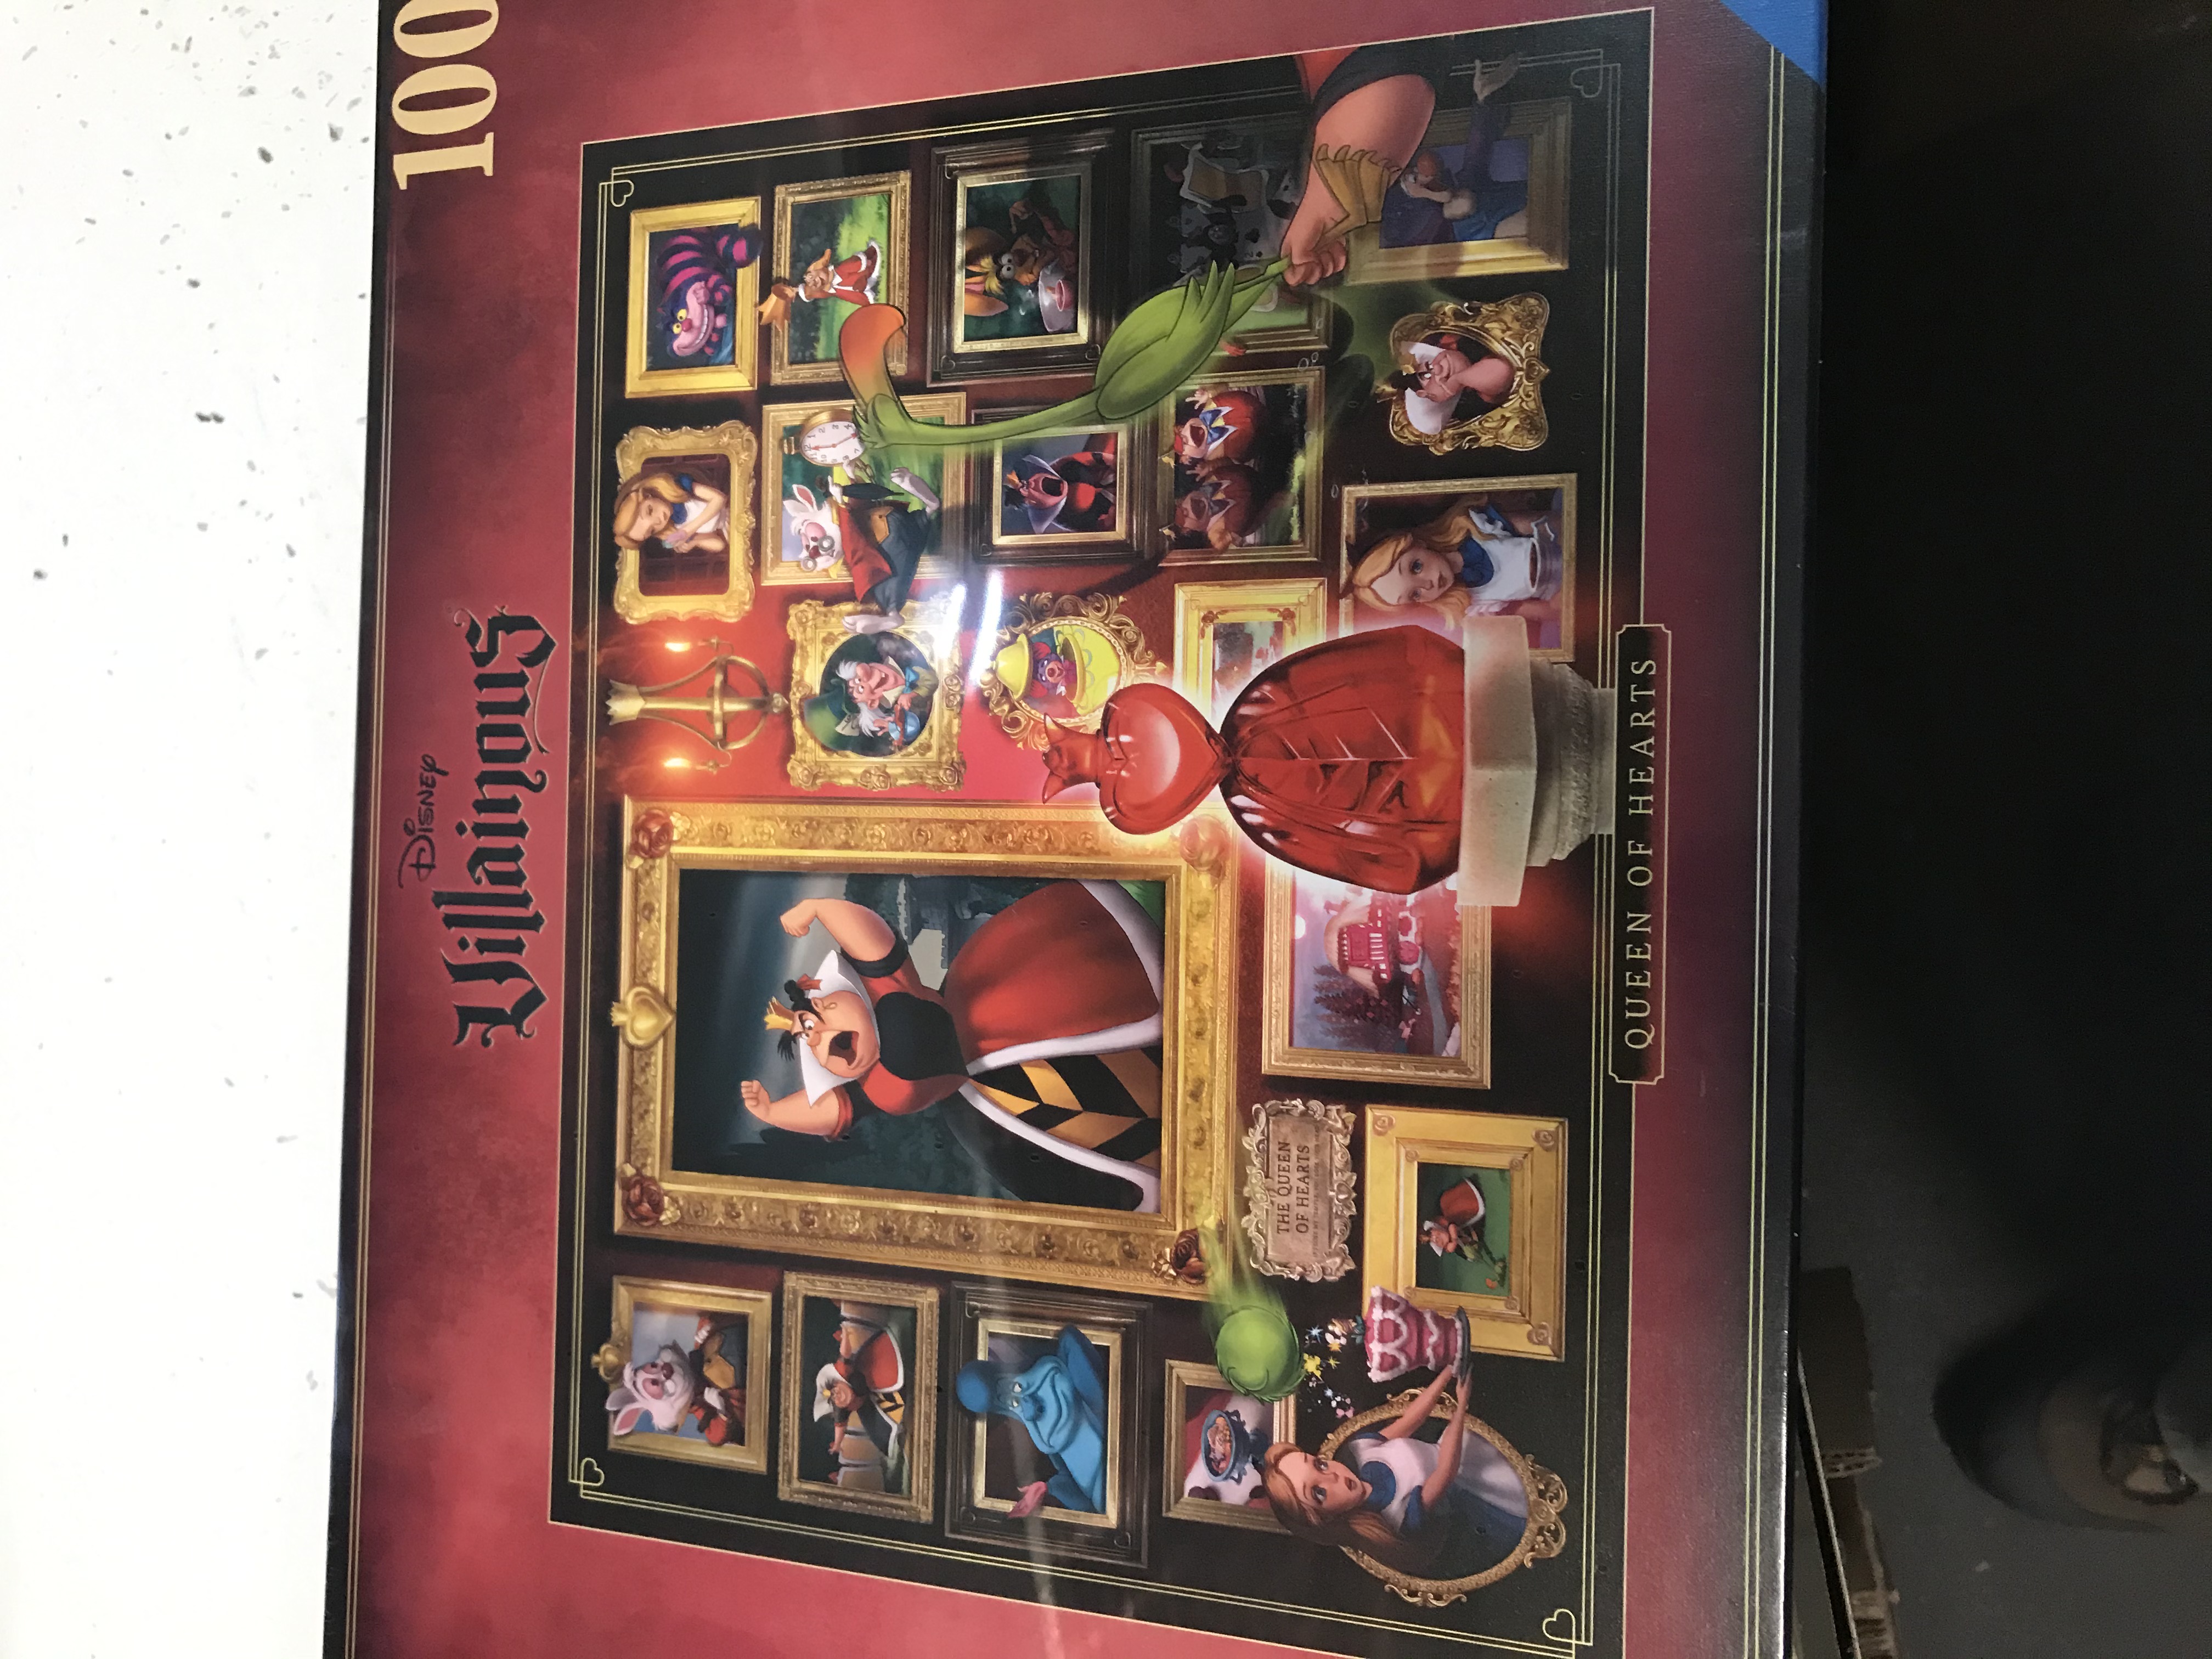 Disney
Villainous
100
THE QUEEN
OF HEARTS
QUEEN OF HEARTS